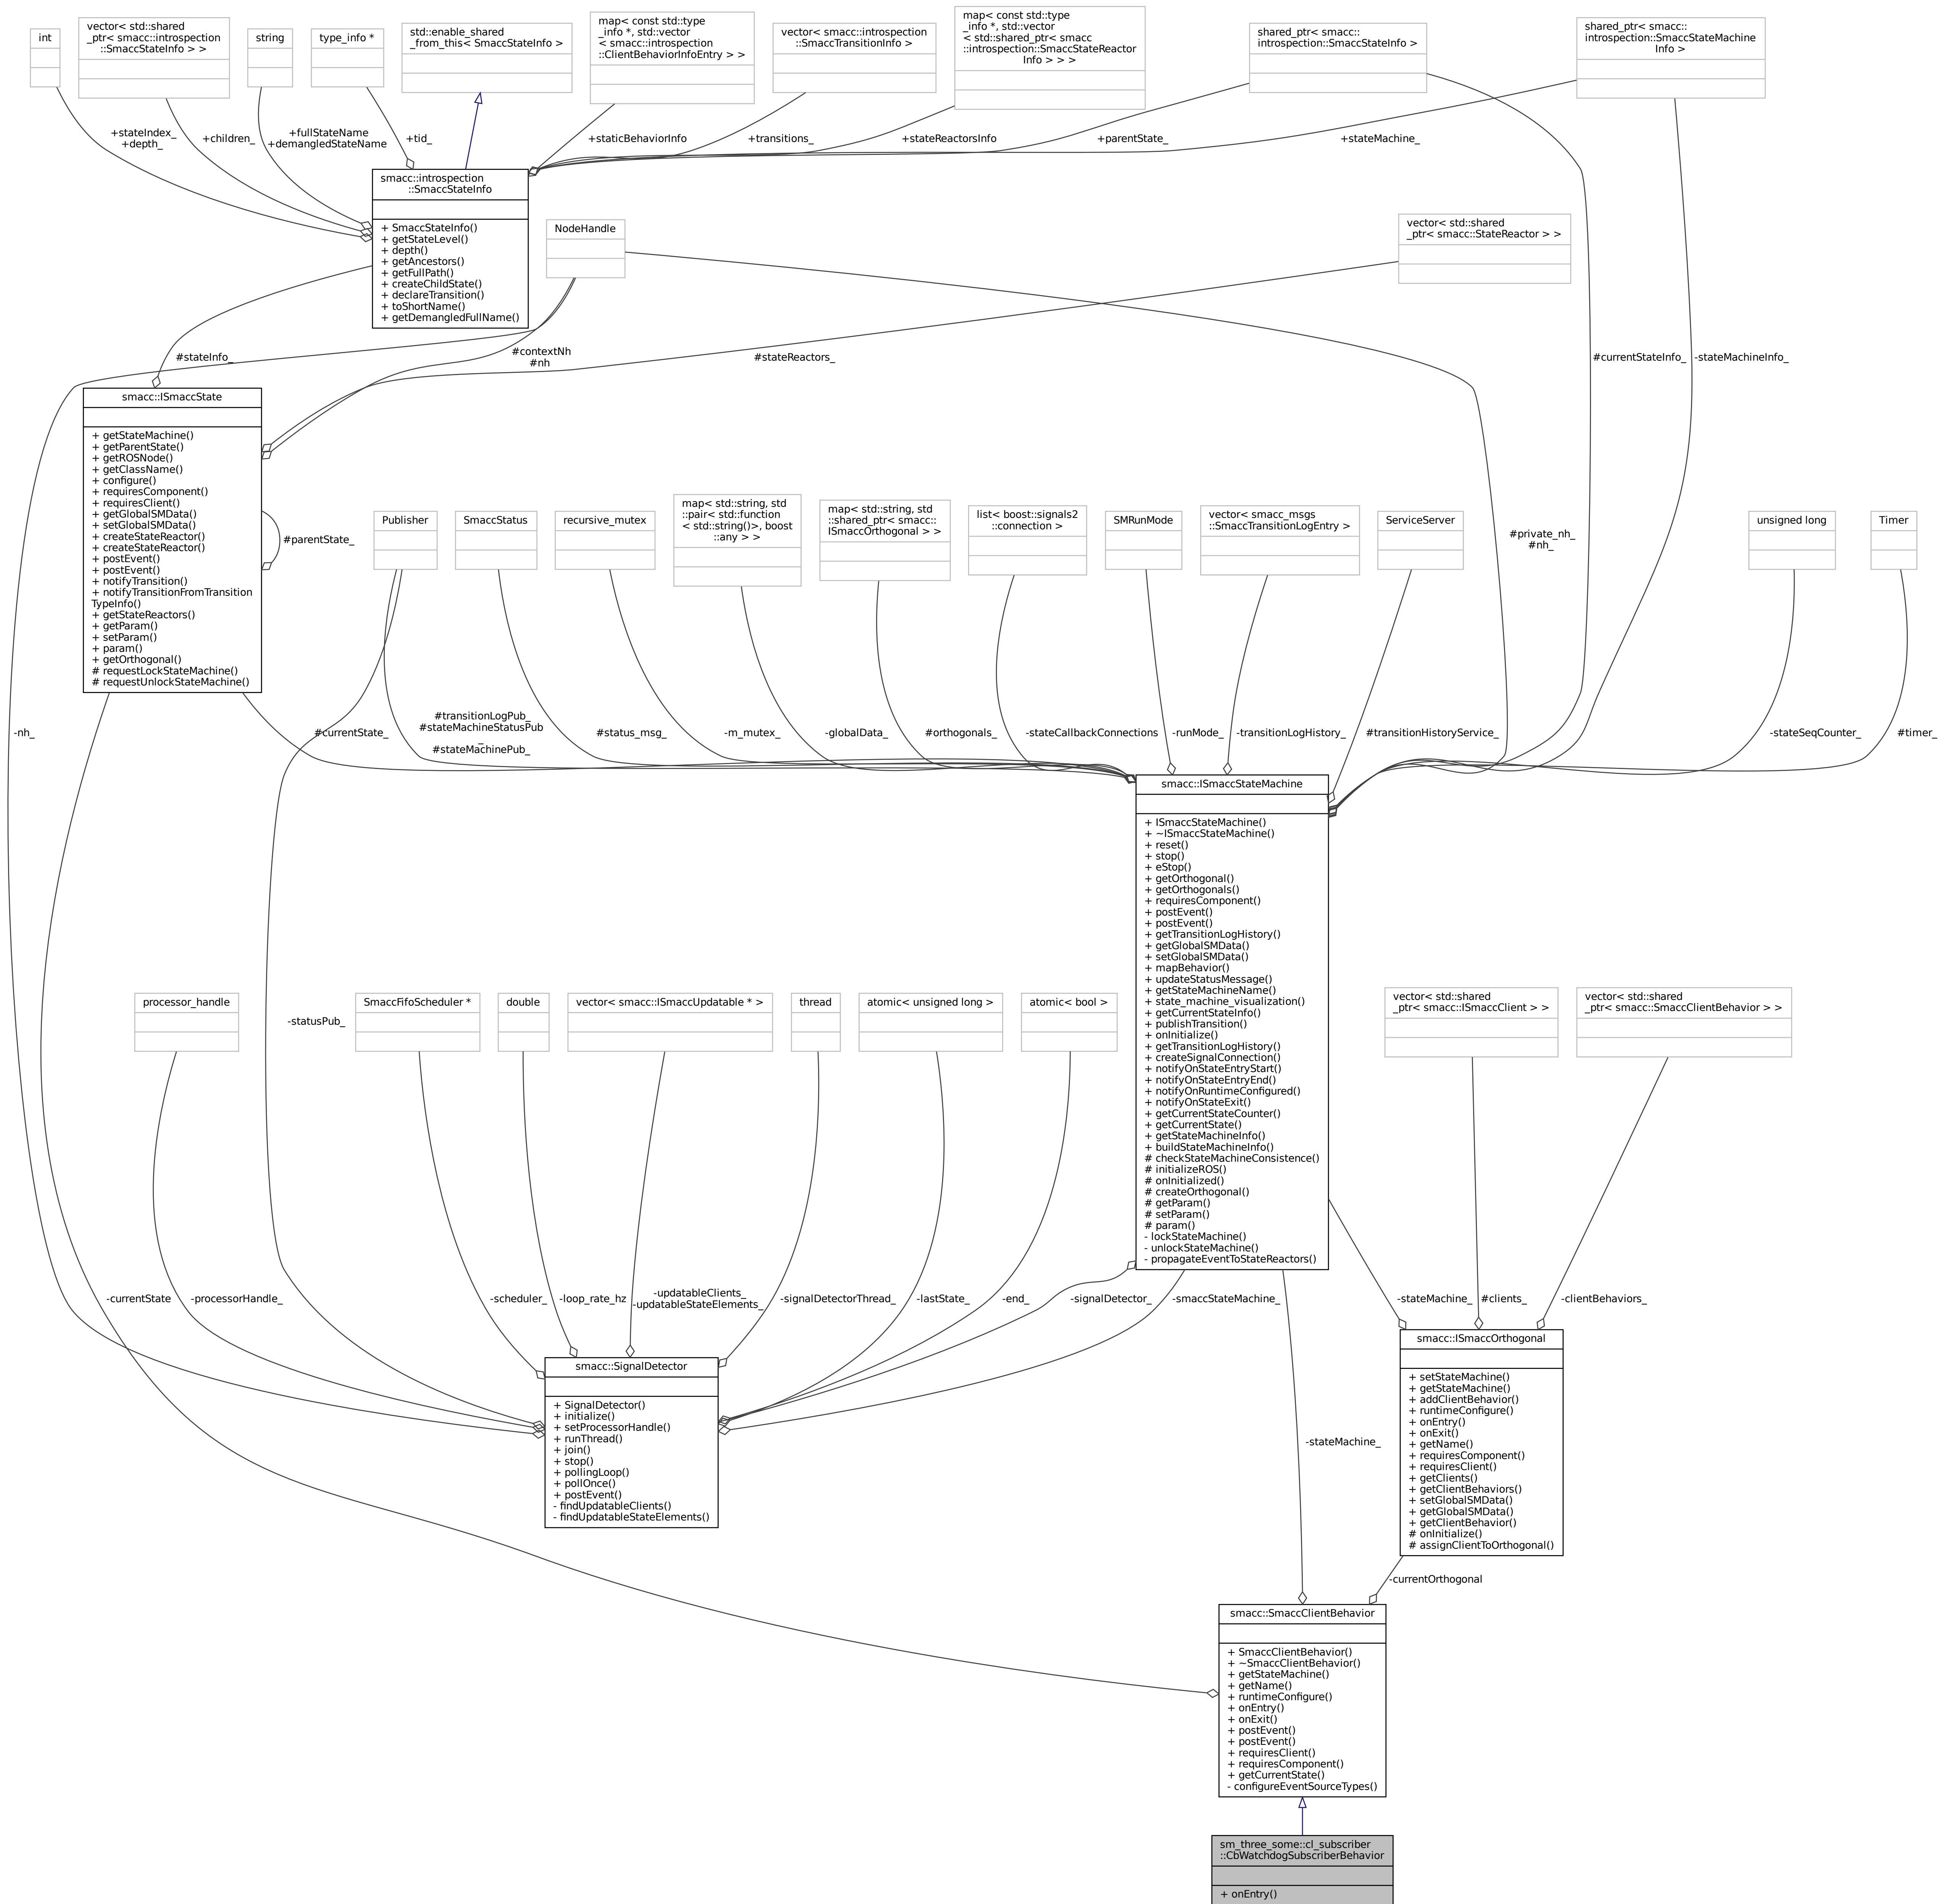 int
vector< std::shared
_ptr< smacc::introspection
::SmaccStateInfo > >
string
type_info *
std::enable_shared
_from_this< SmaccStateInfo >
map< const std::type
_info *, std::vector
< smacc::introspection
::ClientBehaviorInfoEntry > >
vector< smacc::introspection
::SmaccTransitionInfo >
map< const std::type
_info *, std::vector
< std::shared_ptr< smacc
::introspection::SmaccStateReactor
Info > > >
shared_ptr< smacc::
introspection::SmaccStateInfo >
shared_ptr< smacc::
introspection::SmaccStateMachine
Info >
+stateIndex_
+depth_
+children_
+fullStateName
+demangledStateName
+tid_
+staticBehaviorInfo
+transitions_
+stateReactorsInfo
+parentState_
+stateMachine_
smacc::introspection
::SmaccStateInfo
+ SmaccStateInfo()
+ getStateLevel()
+ depth()
+ getAncestors()
+ getFullPath()
+ createChildState()
+ declareTransition()
+ toShortName()
+ getDemangledFullName()
NodeHandle
vector< std::shared
_ptr< smacc::StateReactor > >
#stateInfo_
#contextNh
#nh
#stateReactors_
#currentStateInfo_
-stateMachineInfo_
smacc::ISmaccState
+ getStateMachine()
+ getParentState()
+ getROSNode()
+ getClassName()
+ configure()
+ requiresComponent()
+ requiresClient()
+ getGlobalSMData()
+ setGlobalSMData()
+ createStateReactor()
+ createStateReactor()
+ postEvent()
+ postEvent()
+ notifyTransition()
+ notifyTransitionFromTransition
TypeInfo()
+ getStateReactors()
+ getParam()
+ setParam()
+ param()
+ getOrthogonal()
# requestLockStateMachine()
# requestUnlockStateMachine()
#parentState_
Publisher
SmaccStatus
recursive_mutex
map< std::string, std
::pair< std::function
< std::string()>, boost
::any > >
map< std::string, std
::shared_ptr< smacc::
ISmaccOrthogonal > >
list< boost::signals2
::connection >
SMRunMode
vector< smacc_msgs
::SmaccTransitionLogEntry >
ServiceServer
#private_nh_
#nh_
unsigned long
Timer
-nh_
#currentState_
#transitionLogPub_
#stateMachineStatusPub
_
#stateMachinePub_
#status_msg_
-m_mutex_
-globalData_
#orthogonals_
-stateCallbackConnections
-runMode_
-transitionLogHistory_
#transitionHistoryService_
-stateSeqCounter_
#timer_
smacc::ISmaccStateMachine
+ ISmaccStateMachine()
+ ~ISmaccStateMachine()
+ reset()
+ stop()
+ eStop()
+ getOrthogonal()
+ getOrthogonals()
+ requiresComponent()
+ postEvent()
+ postEvent()
+ getTransitionLogHistory()
+ getGlobalSMData()
+ setGlobalSMData()
+ mapBehavior()
+ updateStatusMessage()
+ getStateMachineName()
+ state_machine_visualization()
+ getCurrentStateInfo()
+ publishTransition()
+ onInitialize()
+ getTransitionLogHistory()
+ createSignalConnection()
+ notifyOnStateEntryStart()
+ notifyOnStateEntryEnd()
+ notifyOnRuntimeConfigured()
+ notifyOnStateExit()
+ getCurrentStateCounter()
+ getCurrentState()
+ getStateMachineInfo()
+ buildStateMachineInfo()
# checkStateMachineConsistence()
# initializeROS()
# onInitialized()
# createOrthogonal()
# getParam()
# setParam()
# param()
- lockStateMachine()
- unlockStateMachine()
- propagateEventToStateReactors()
processor_handle
-statusPub_
SmaccFifoScheduler *
double
vector< smacc::ISmaccUpdatable * >
thread
atomic< unsigned long >
atomic< bool >
vector< std::shared
_ptr< smacc::ISmaccClient > >
vector< std::shared
_ptr< smacc::SmaccClientBehavior > >
-currentState
-processorHandle_
-scheduler_
-loop_rate_hz
-updatableClients_
-updatableStateElements_
-signalDetectorThread_
-lastState_
-end_
-signalDetector_
-smaccStateMachine_
-stateMachine_
#clients_
-clientBehaviors_
smacc::SignalDetector
+ SignalDetector()
+ initialize()
+ setProcessorHandle()
+ runThread()
+ join()
+ stop()
+ pollingLoop()
+ pollOnce()
+ postEvent()
- findUpdatableClients()
- findUpdatableStateElements()
-stateMachine_
smacc::ISmaccOrthogonal
+ setStateMachine()
+ getStateMachine()
+ addClientBehavior()
+ runtimeConfigure()
+ onEntry()
+ onExit()
+ getName()
+ requiresComponent()
+ requiresClient()
+ getClients()
+ getClientBehaviors()
+ setGlobalSMData()
+ getGlobalSMData()
+ getClientBehavior()
# onInitialize()
# assignClientToOrthogonal()
-currentOrthogonal
smacc::SmaccClientBehavior
+ SmaccClientBehavior()
+ ~SmaccClientBehavior()
+ getStateMachine()
+ getName()
+ runtimeConfigure()
+ onEntry()
+ onExit()
+ postEvent()
+ postEvent()
+ requiresClient()
+ requiresComponent()
+ getCurrentState()
- configureEventSourceTypes()
sm_three_some::cl_subscriber
::CbWatchdogSubscriberBehavior
+ onEntry()